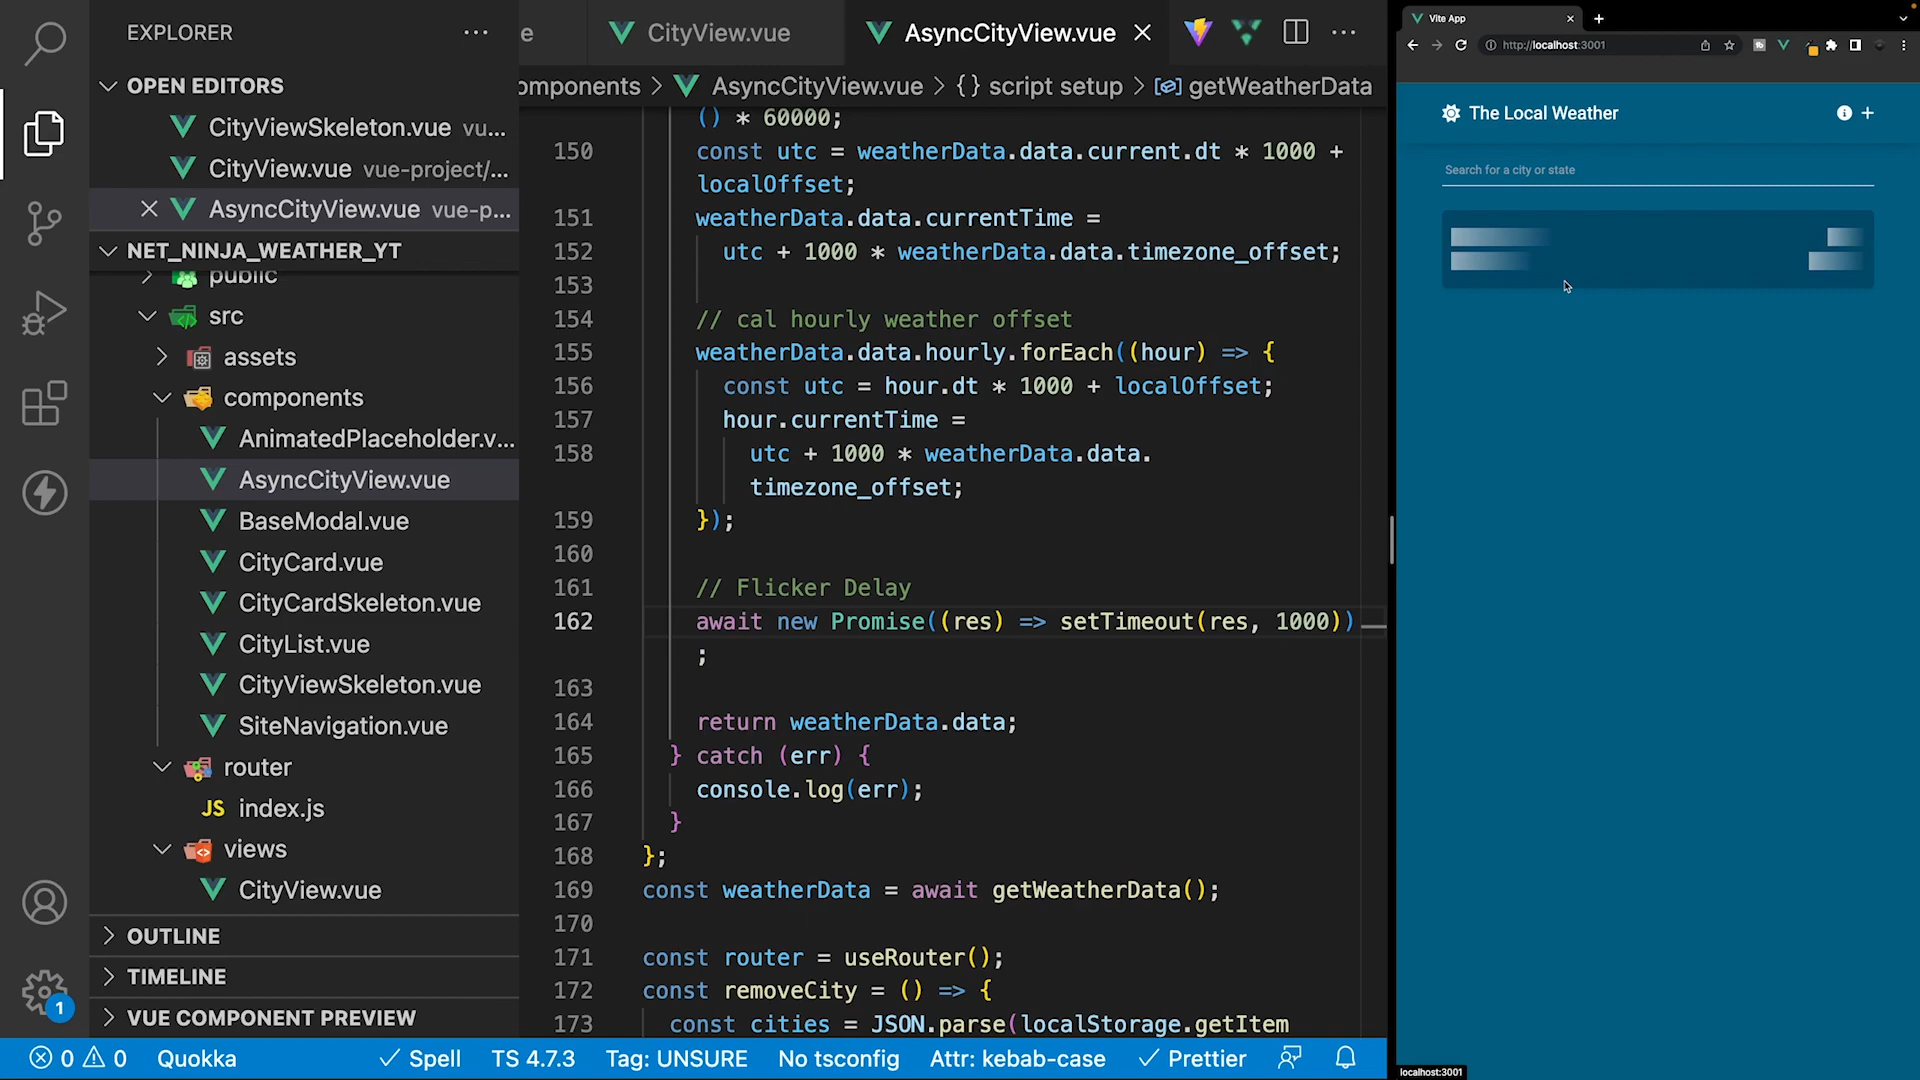 EXPLORER
OPEN EDITORS
CityViewSkeleton.vue vu...
CityView.vue vue-project/...
AsyncCityView.vue vue-p...
NET_NINJA_WEATHER_YT
public
src
assets
components
AnimatedPlaceholder.v...
AsyncCityView.vue
BaseModal.vue
CityCard.vue
CityCardSkeleton.vue
CityList.vue
CityViewSkeleton.vue
SiteNavigation.vue
router
JS index.js
views
CityView.vue
OUTLINE
TIMELINE
VUE COMPONENT PREVIEW
1
e CityView.vue AsyncCityView.vue
omponents > AsyncCityView.vue > {} script setup > getWeatherData
() * 60000;
150 const utc = weatherData.data.current.dt * 1000 +
localOffset;
151 weatherData.data.currentTime =
152 utc + 1000 * weatherData.data.timezone_offset;
153
154 // cal hourly weather offset
155 weatherData.data.hourly.forEach((hour) => {
156 const utc = hour.dt * 1000 + localOffset;
157 hour.currentTime =
158 utc + 1000 * weatherData.data.
timezone_offset;
159 });
160
161 // Flicker Delay
162 await new Promise((res) => setTimeout(res, 1000))
;
163
164 return weatherData.data;
165 } catch (err) {
166 console.log(err);
167 }
168 };
169 const weatherData = await getWeatherData();
170
171 const router = useRouter();
172 const removeCity = () => {
173 const cities = JSON.parse(localStorage.getItem
0 0 Quokka Spell TS 4.7.3 Tag: UNSURE No tsconfig Attr: kebab-case Prettier
Vite App
http://localhost:3001
The Local Weather
Search for a city or state
localhost:3001